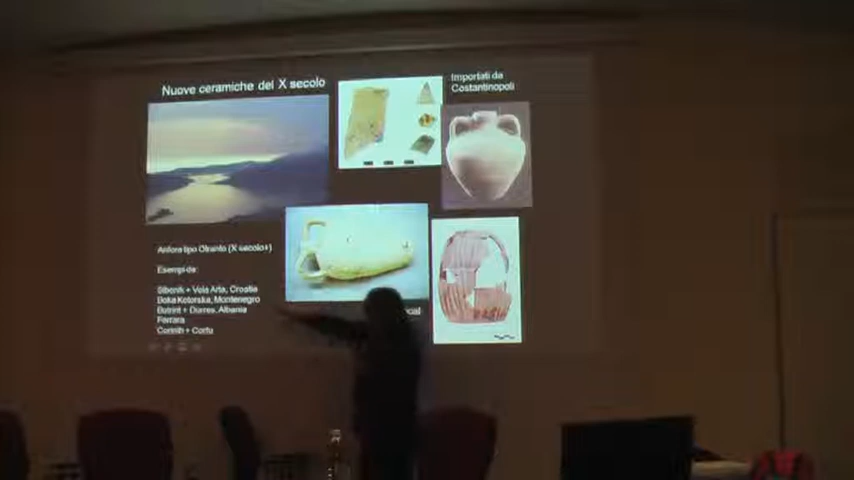 Nuove ceramiche del X secolo
Importati da
Costantinopoli
Anfora tipo Otranto (X secolo+)
Esempi da:
Sibenik + Vela Arta, Croatia
Boka Kotorska, Montenegro
Butrint + Durres, Albania
Ferrara
Corinth + Corfu